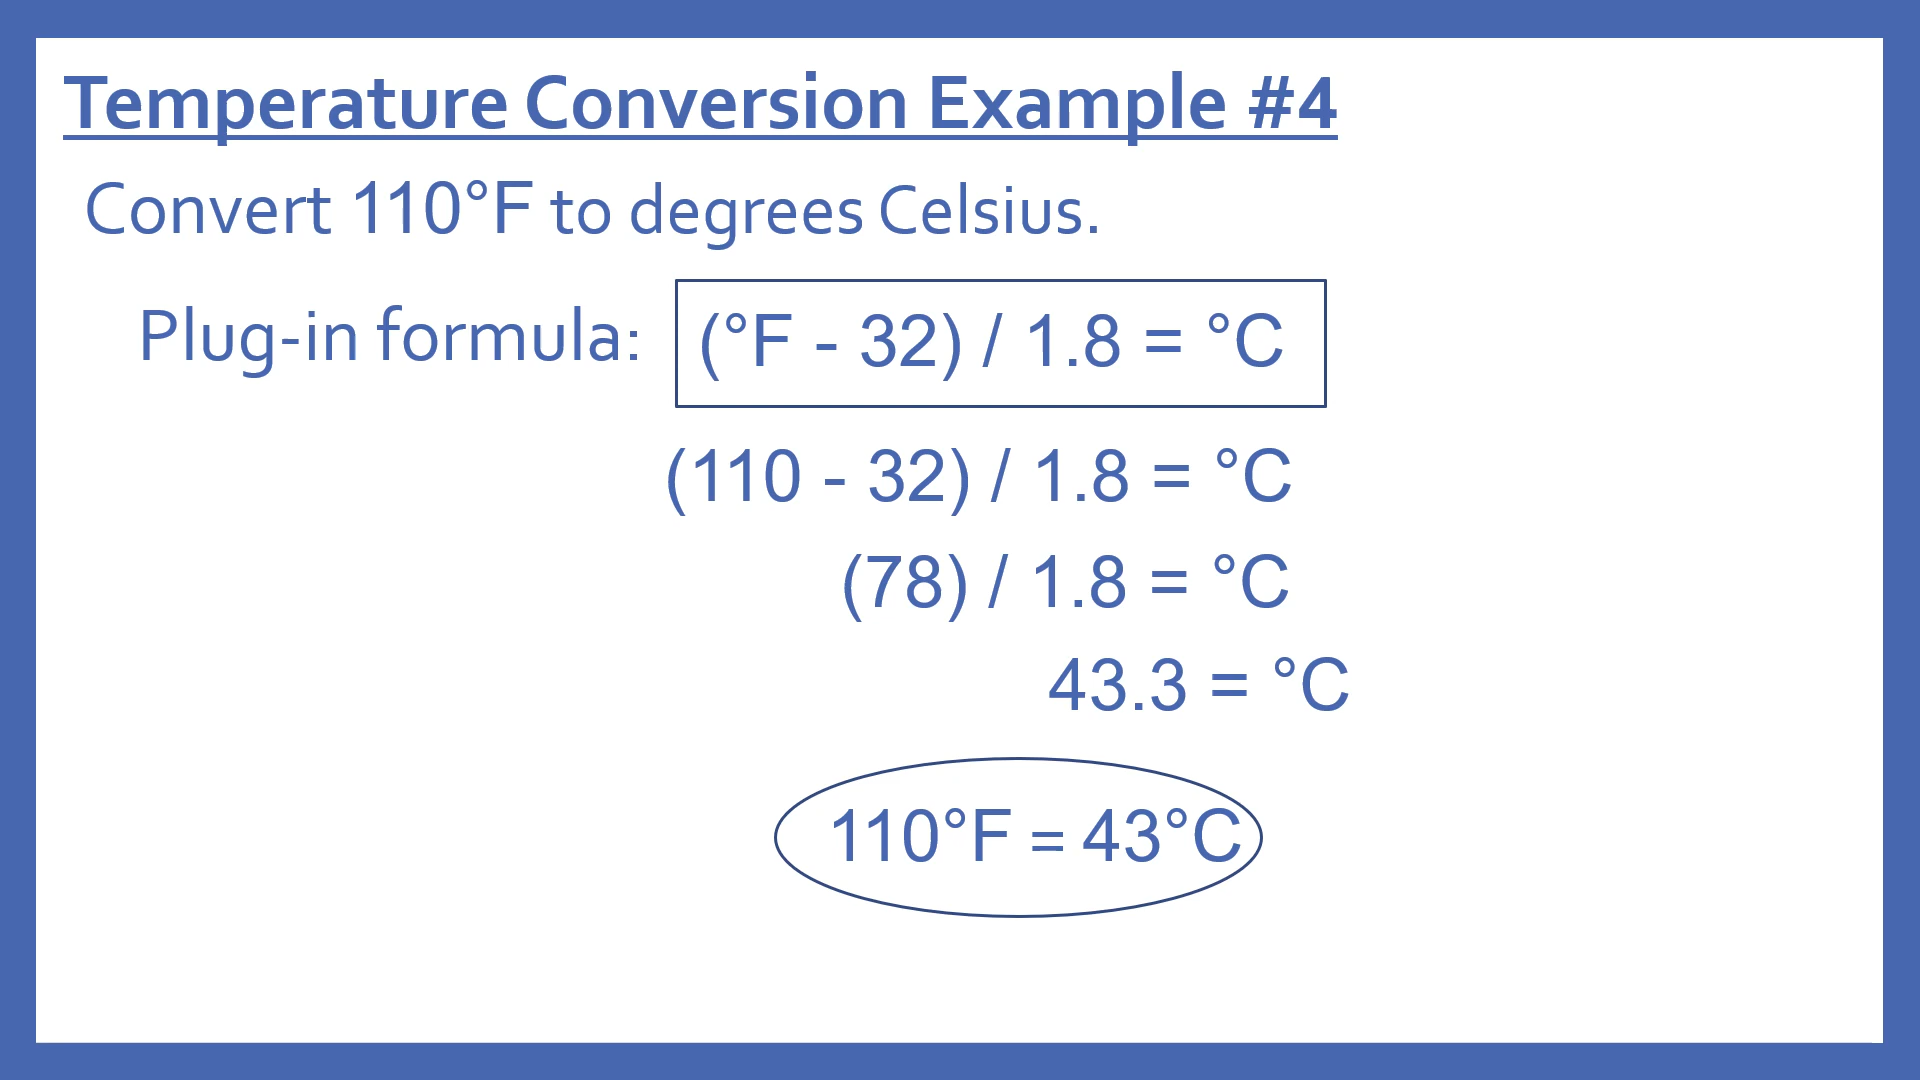 Temperature Conversion Example #4
Convert 110°F to degrees Celsius.
Plug-in formula: (°F - 32) / 1.8 = °C
(110 - 32) / 1.8 = °C
(78) / 1.8 = °C
43.3 = °C
110°F = 43°C